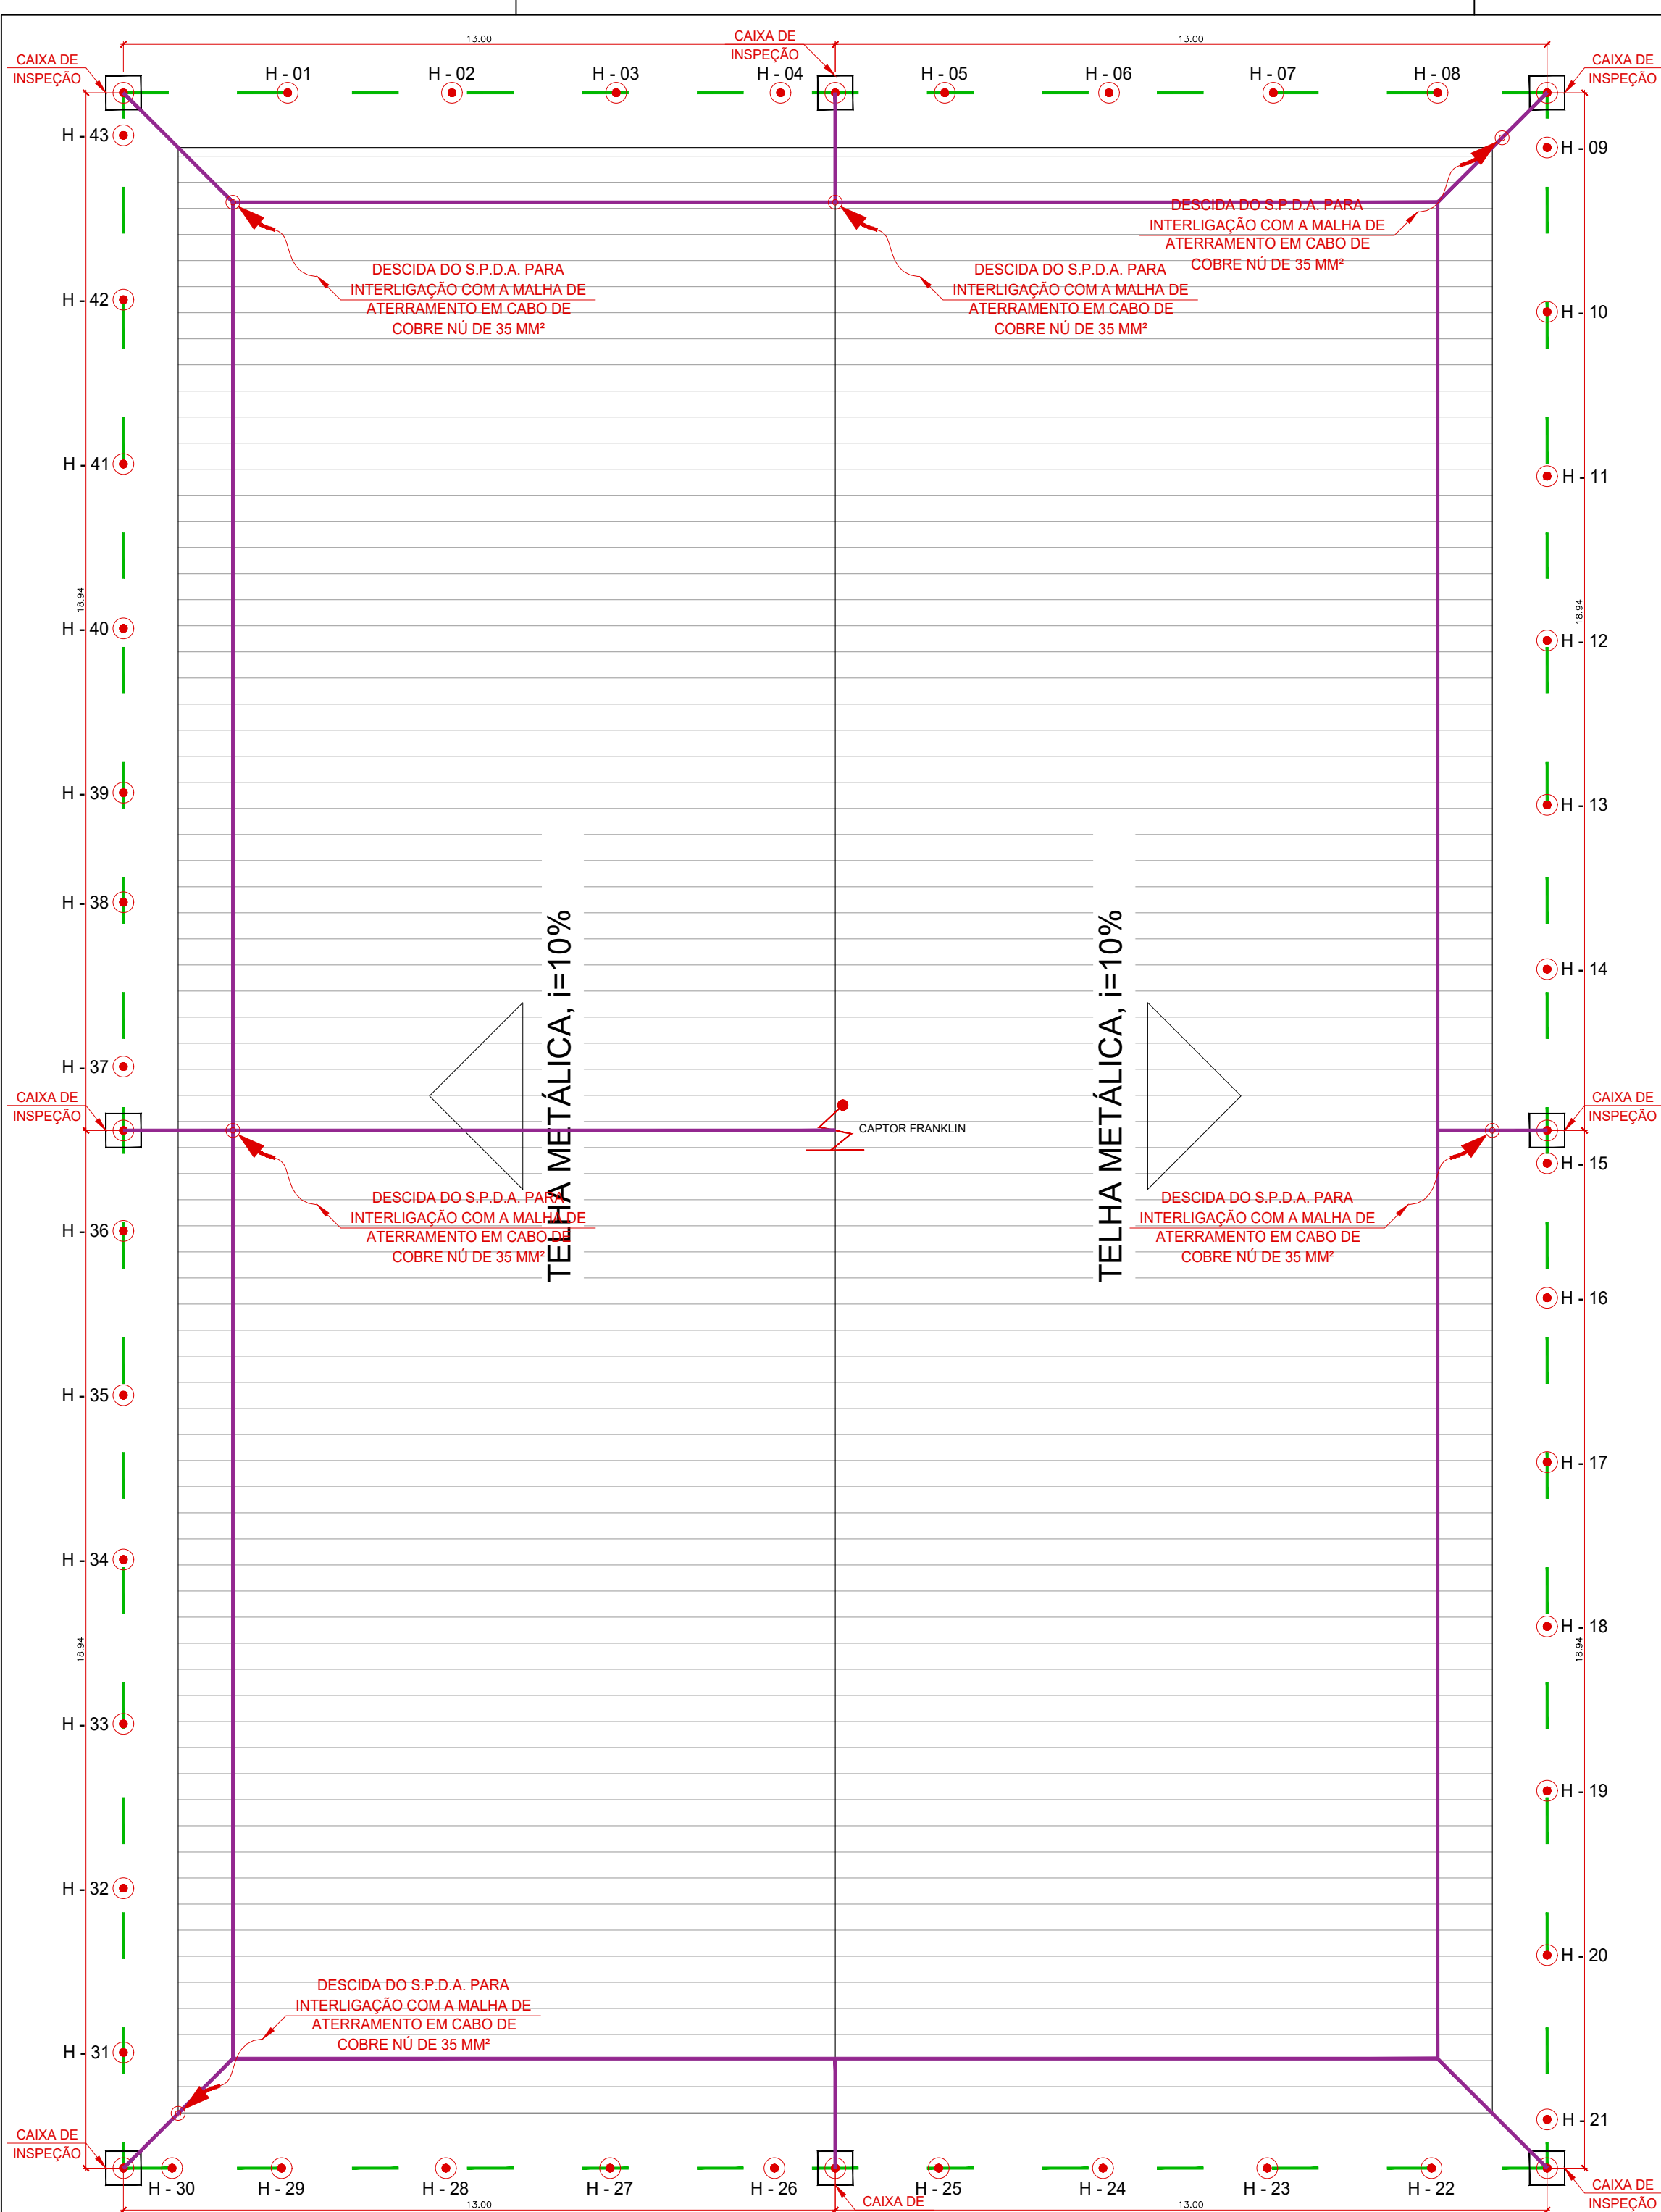 13.00
13.00
CAIXA DE
INSPEÇÃO
CAIXA DE
INSPEÇÃO
CAIXA DE
INSPEÇÃO
H - 01
H - 02
H - 03
H - 04
H - 05
H - 06
H - 07
H - 08
H - 43
H - 09
DESCIDA DO S.P.D.A. PARA
INTERLIGAÇÃO COM A MALHA DE
ATERRAMENTO EM CABO DE
COBRE NÚ DE 35 MM²
DESCIDA DO S.P.D.A. PARA
INTERLIGAÇÃO COM A MALHA DE
ATERRAMENTO EM CABO DE
COBRE NÚ DE 35 MM²
DESCIDA DO S.P.D.A. PARA
INTERLIGAÇÃO COM A MALHA DE
ATERRAMENTO EM CABO DE
COBRE NÚ DE 35 MM²
H - 42
H - 10
H - 41
H - 11
18.94
18.94
H - 40
H - 12
H - 39
H - 13
H - 38
H - 14
TELHA METÁLICA, i=10%
TELHA METÁLICA, i=10%
H - 37
CAIXA DE
INSPEÇÃO
CAPTOR FRANKLIN
CAIXA DE
INSPEÇÃO
H - 15
DESCIDA DO S.P.D.A. PARA
INTERLIGAÇÃO COM A MALHA DE
ATERRAMENTO EM CABO DE
COBRE NÚ DE 35 MM²
DESCIDA DO S.P.D.A. PARA
INTERLIGAÇÃO COM A MALHA DE
ATERRAMENTO EM CABO DE
COBRE NÚ DE 35 MM²
H - 36
H - 16
H - 35
H - 17
H - 34
H - 18
18.94
18.94
H - 33
H - 19
H - 32
H - 20
DESCIDA DO S.P.D.A. PARA
INTERLIGAÇÃO COM A MALHA DE
ATERRAMENTO EM CABO DE
COBRE NÚ DE 35 MM²
H - 31
H - 21
CAIXA DE
INSPEÇÃO
H - 30
H - 29
H - 28
H - 27
H - 26
H - 25
H - 24
H - 23
H - 22
CAIXA DE
INSPEÇÃO
CAIXA DE
13.00
13.00